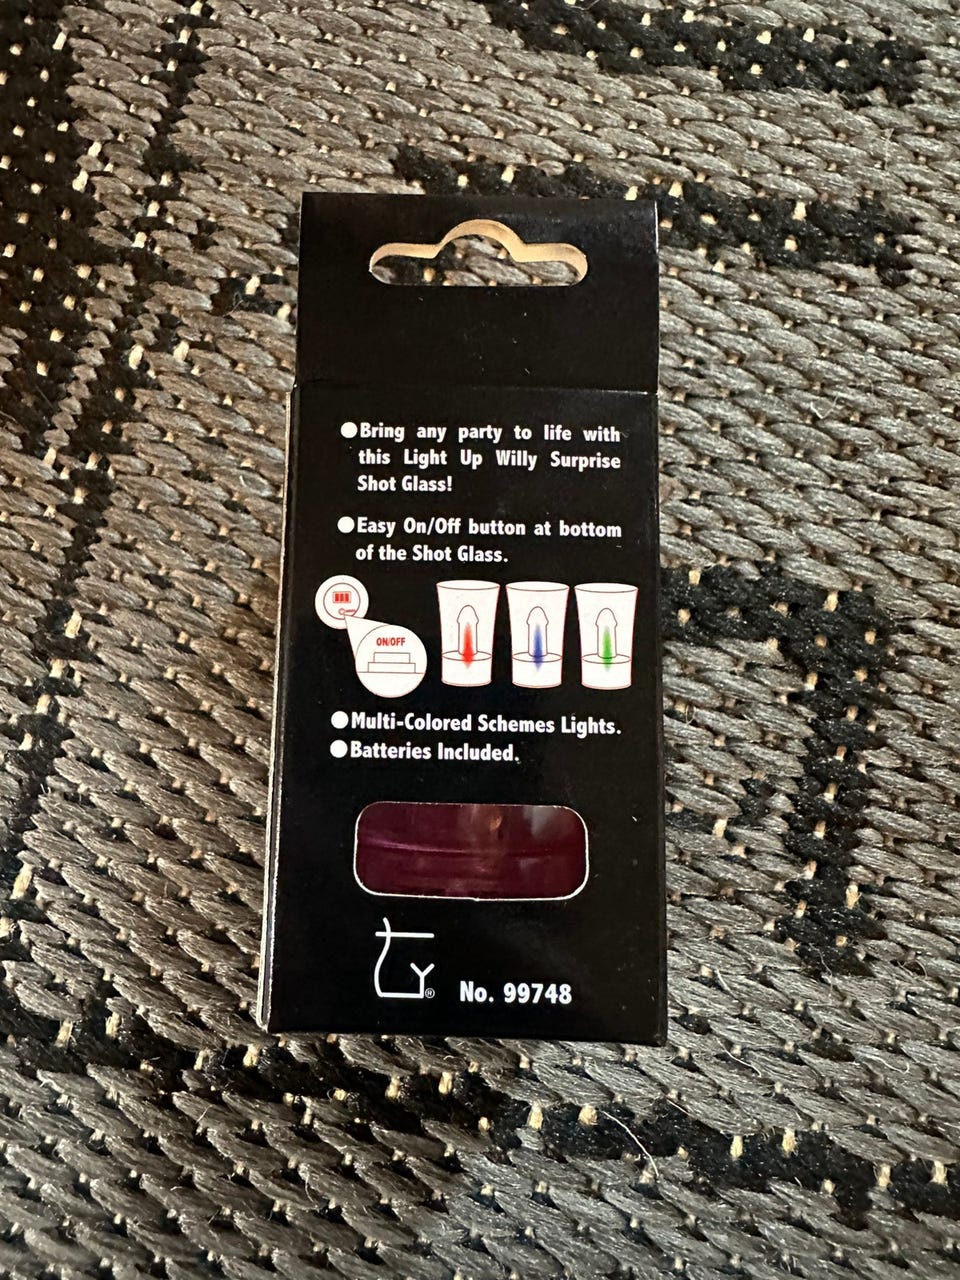 ●Bring any party to life with
this Light Up Willy Surprise
Shot Glass!
●Easy On/Off button at bottom
of the Shot Glass.
ON/OFF
●Multi-Colored Schemes Lights.
●Batteries Included.
TY®
No. 99748